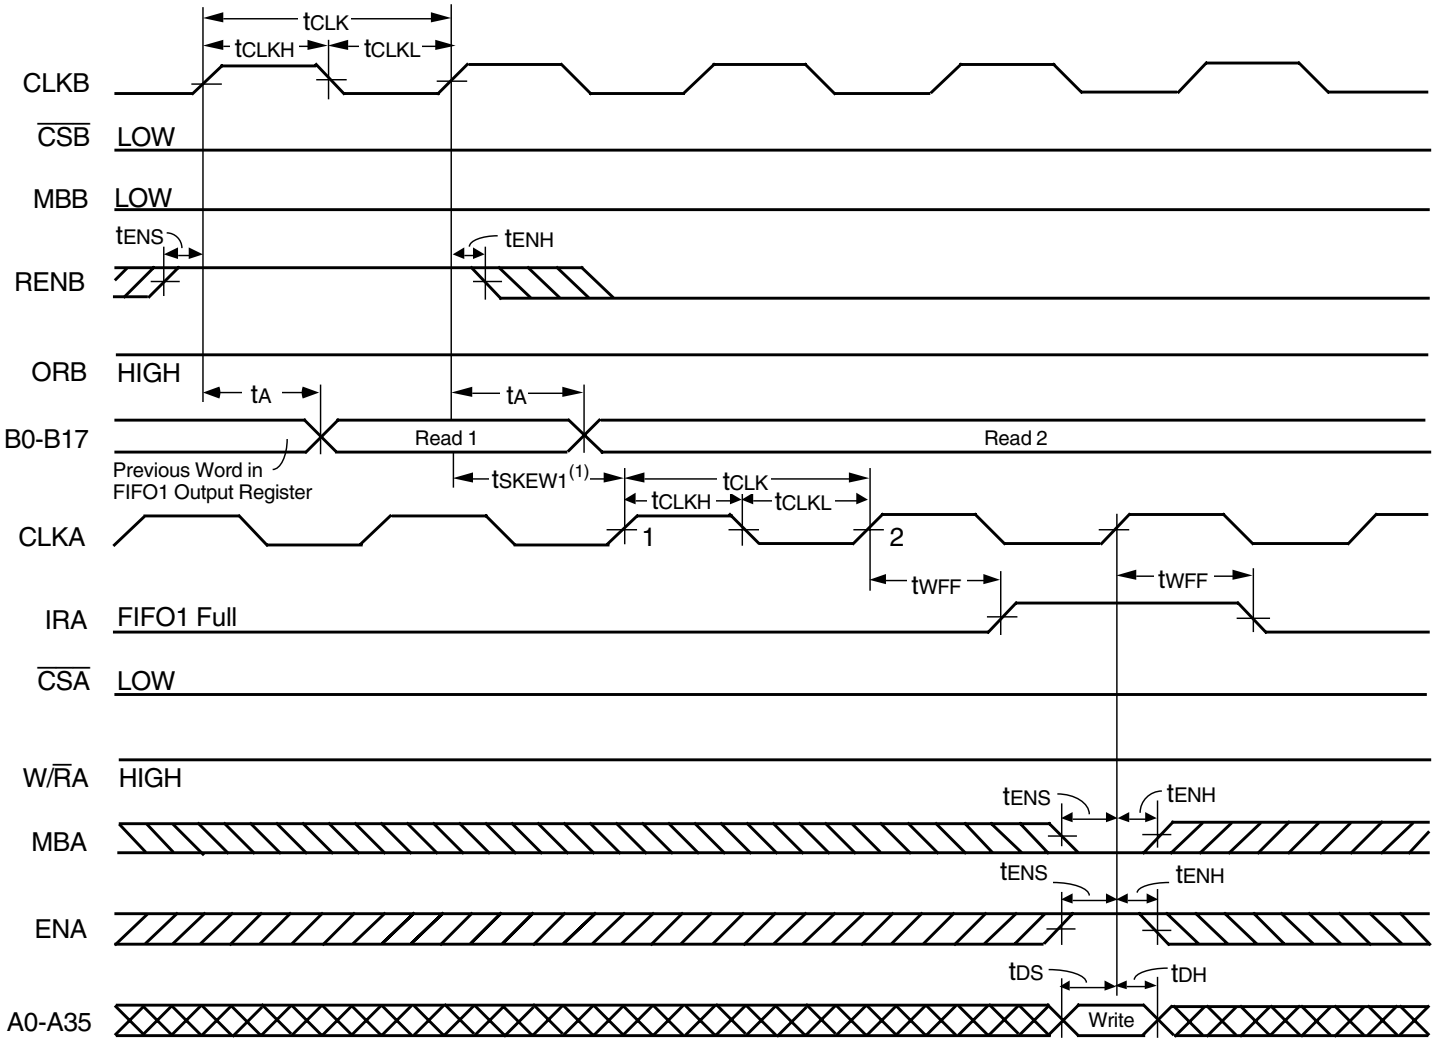 tCLK
tCLKH tCLKL
CLKB
CSB LOW
MBB LOW
tENS tENH
RENB
ORB HIGH
tA tA
B0-B17 Read 1 Read 2
Previous Word in
FIFO1 Output Register
tSKEW1(1) tCLK
tCLKH tCLKL
CLKA 1 2
tWFF tWFF
IRA FIFO1 Full
CSA LOW
W/RA HIGH
tENS tENH
MBA
tENS tENH
ENA
tDS tDH
A0-A35 Write